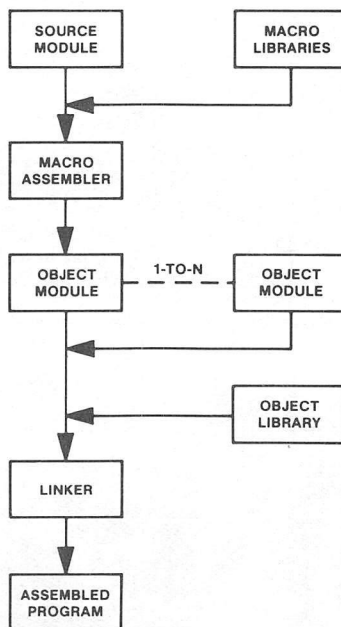 SOURCE
MODULE
MACRO
LIBRARIES
MACRO
ASSEMBLER
OBJECT
MODULE
1-TO-N
OBJECT
MODULE
OBJECT
LIBRARY
LINKER
ASSEMBLED
PROGRAM